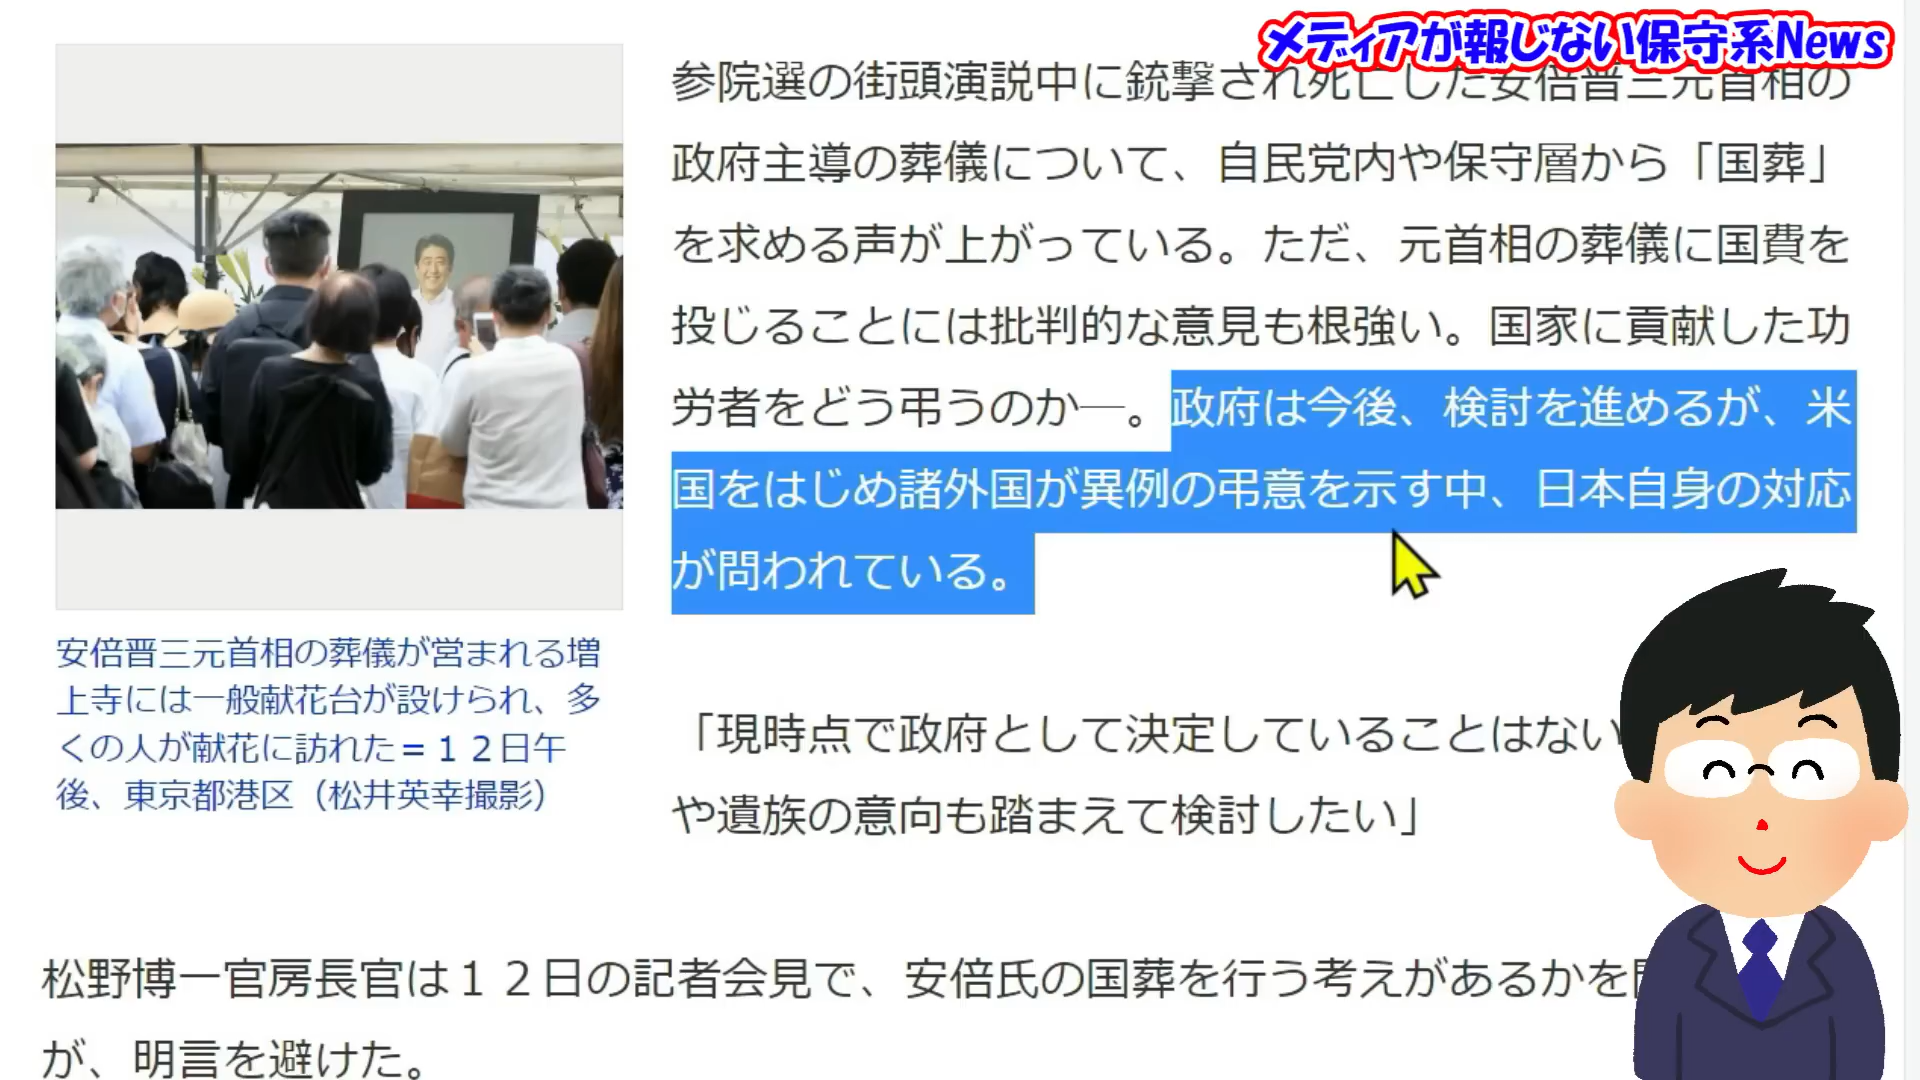 メディアが報じない保守系News
参院選の街頭演説中に銃撃され死亡した安倍晋三元首相の
政府主導の葬儀について、自民党内や保守層から「国葬」
を求める声が上がっている。ただ、元首相の葬儀に国費を
投じることには批判的な意見も根強い。国家に貢献した功
労者をどう弔うのか―。政府は今後、検討を進めるが、米
国をはじめ諸外国が異例の弔意を示す中、日本自身の対応
が問われている。
安倍晋三元首相の葬儀が営まれる増
上寺には一般献花台が設けられ、多
くの人が献花に訪れた＝１２日午
後、東京都港区（松井英幸撮影）
「現時点で政府として決定していることはない
や遺族の意向も踏まえて検討したい」
松野博一官房長官は１２日の記者会見で、安倍氏の国葬を行う考えがあるかを
が、明言を避けた。